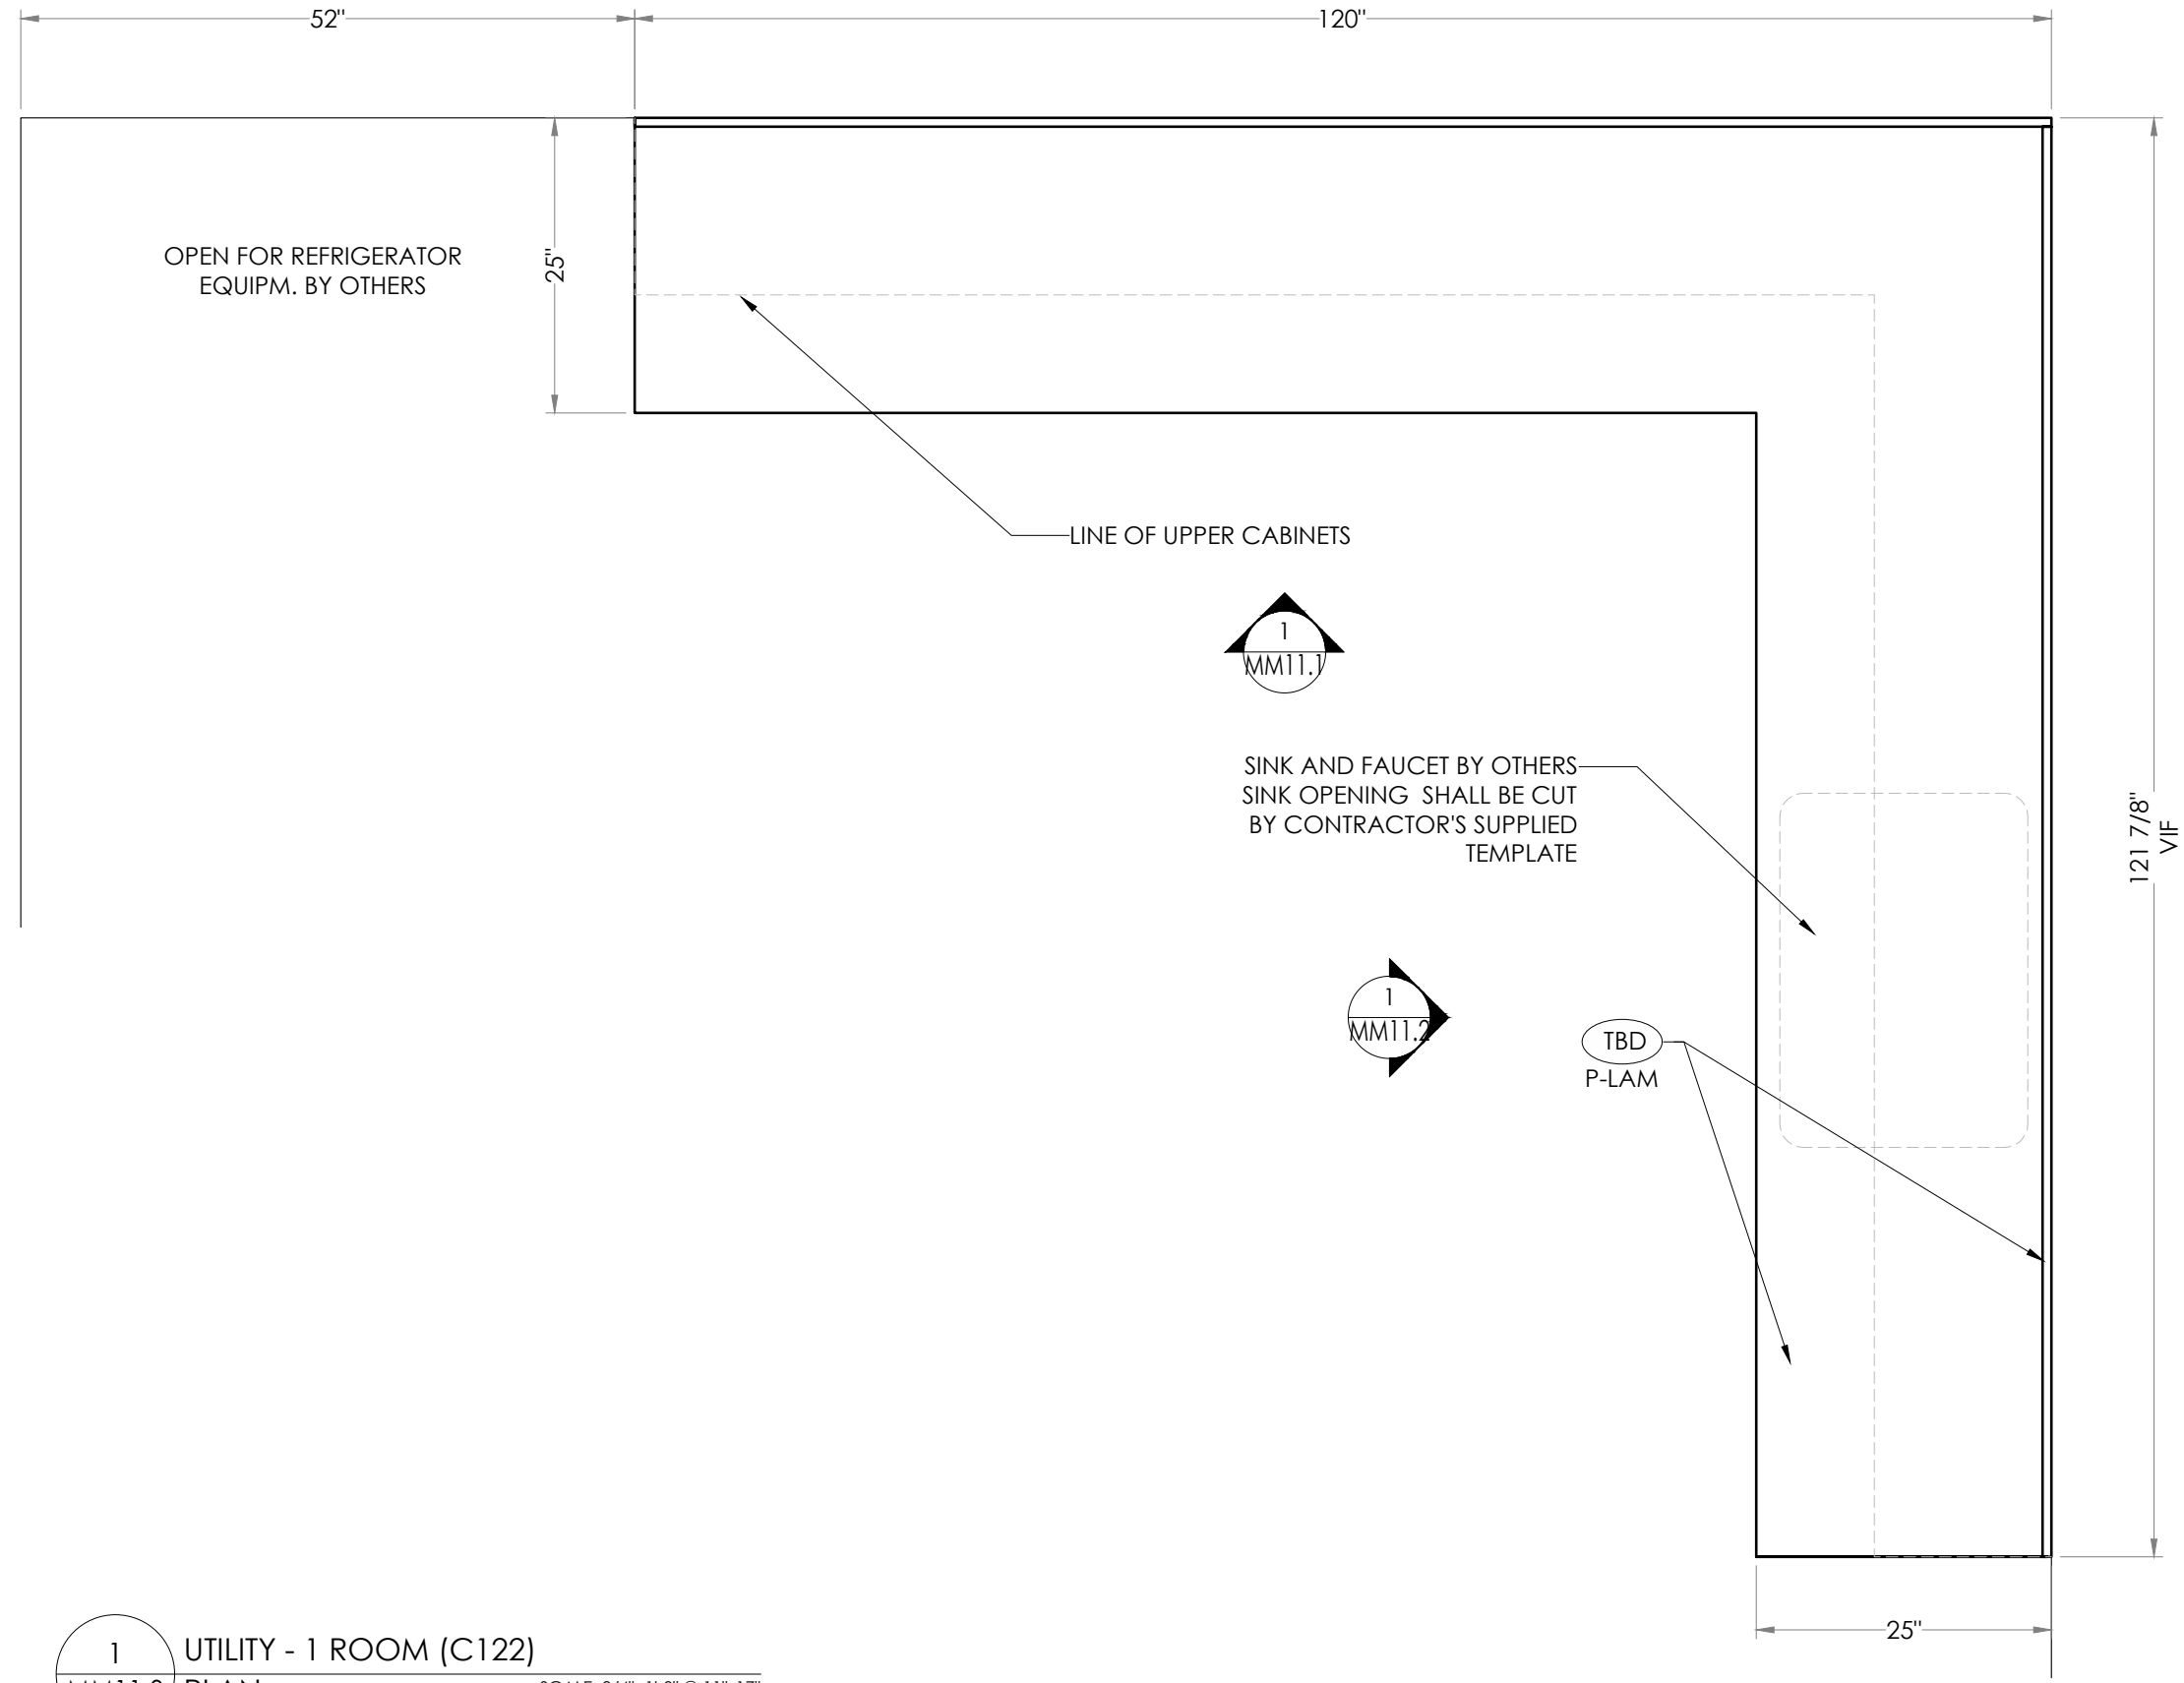 52"
120"
OPEN FOR REFRIGERATOR
EQUIPM. BY OTHERS
25"
LINE OF UPPER CABINETS
1
MM11.1
SINK AND FAUCET BY OTHERS
SINK OPENING SHALL BE CUT
BY CONTRACTOR'S SUPPLIED
TEMPLATE
121 7/8"
VIF
1
MM11.2
TBD
P-LAM
25"
1
UTILITY - 1 ROOM (C122)
PLAN